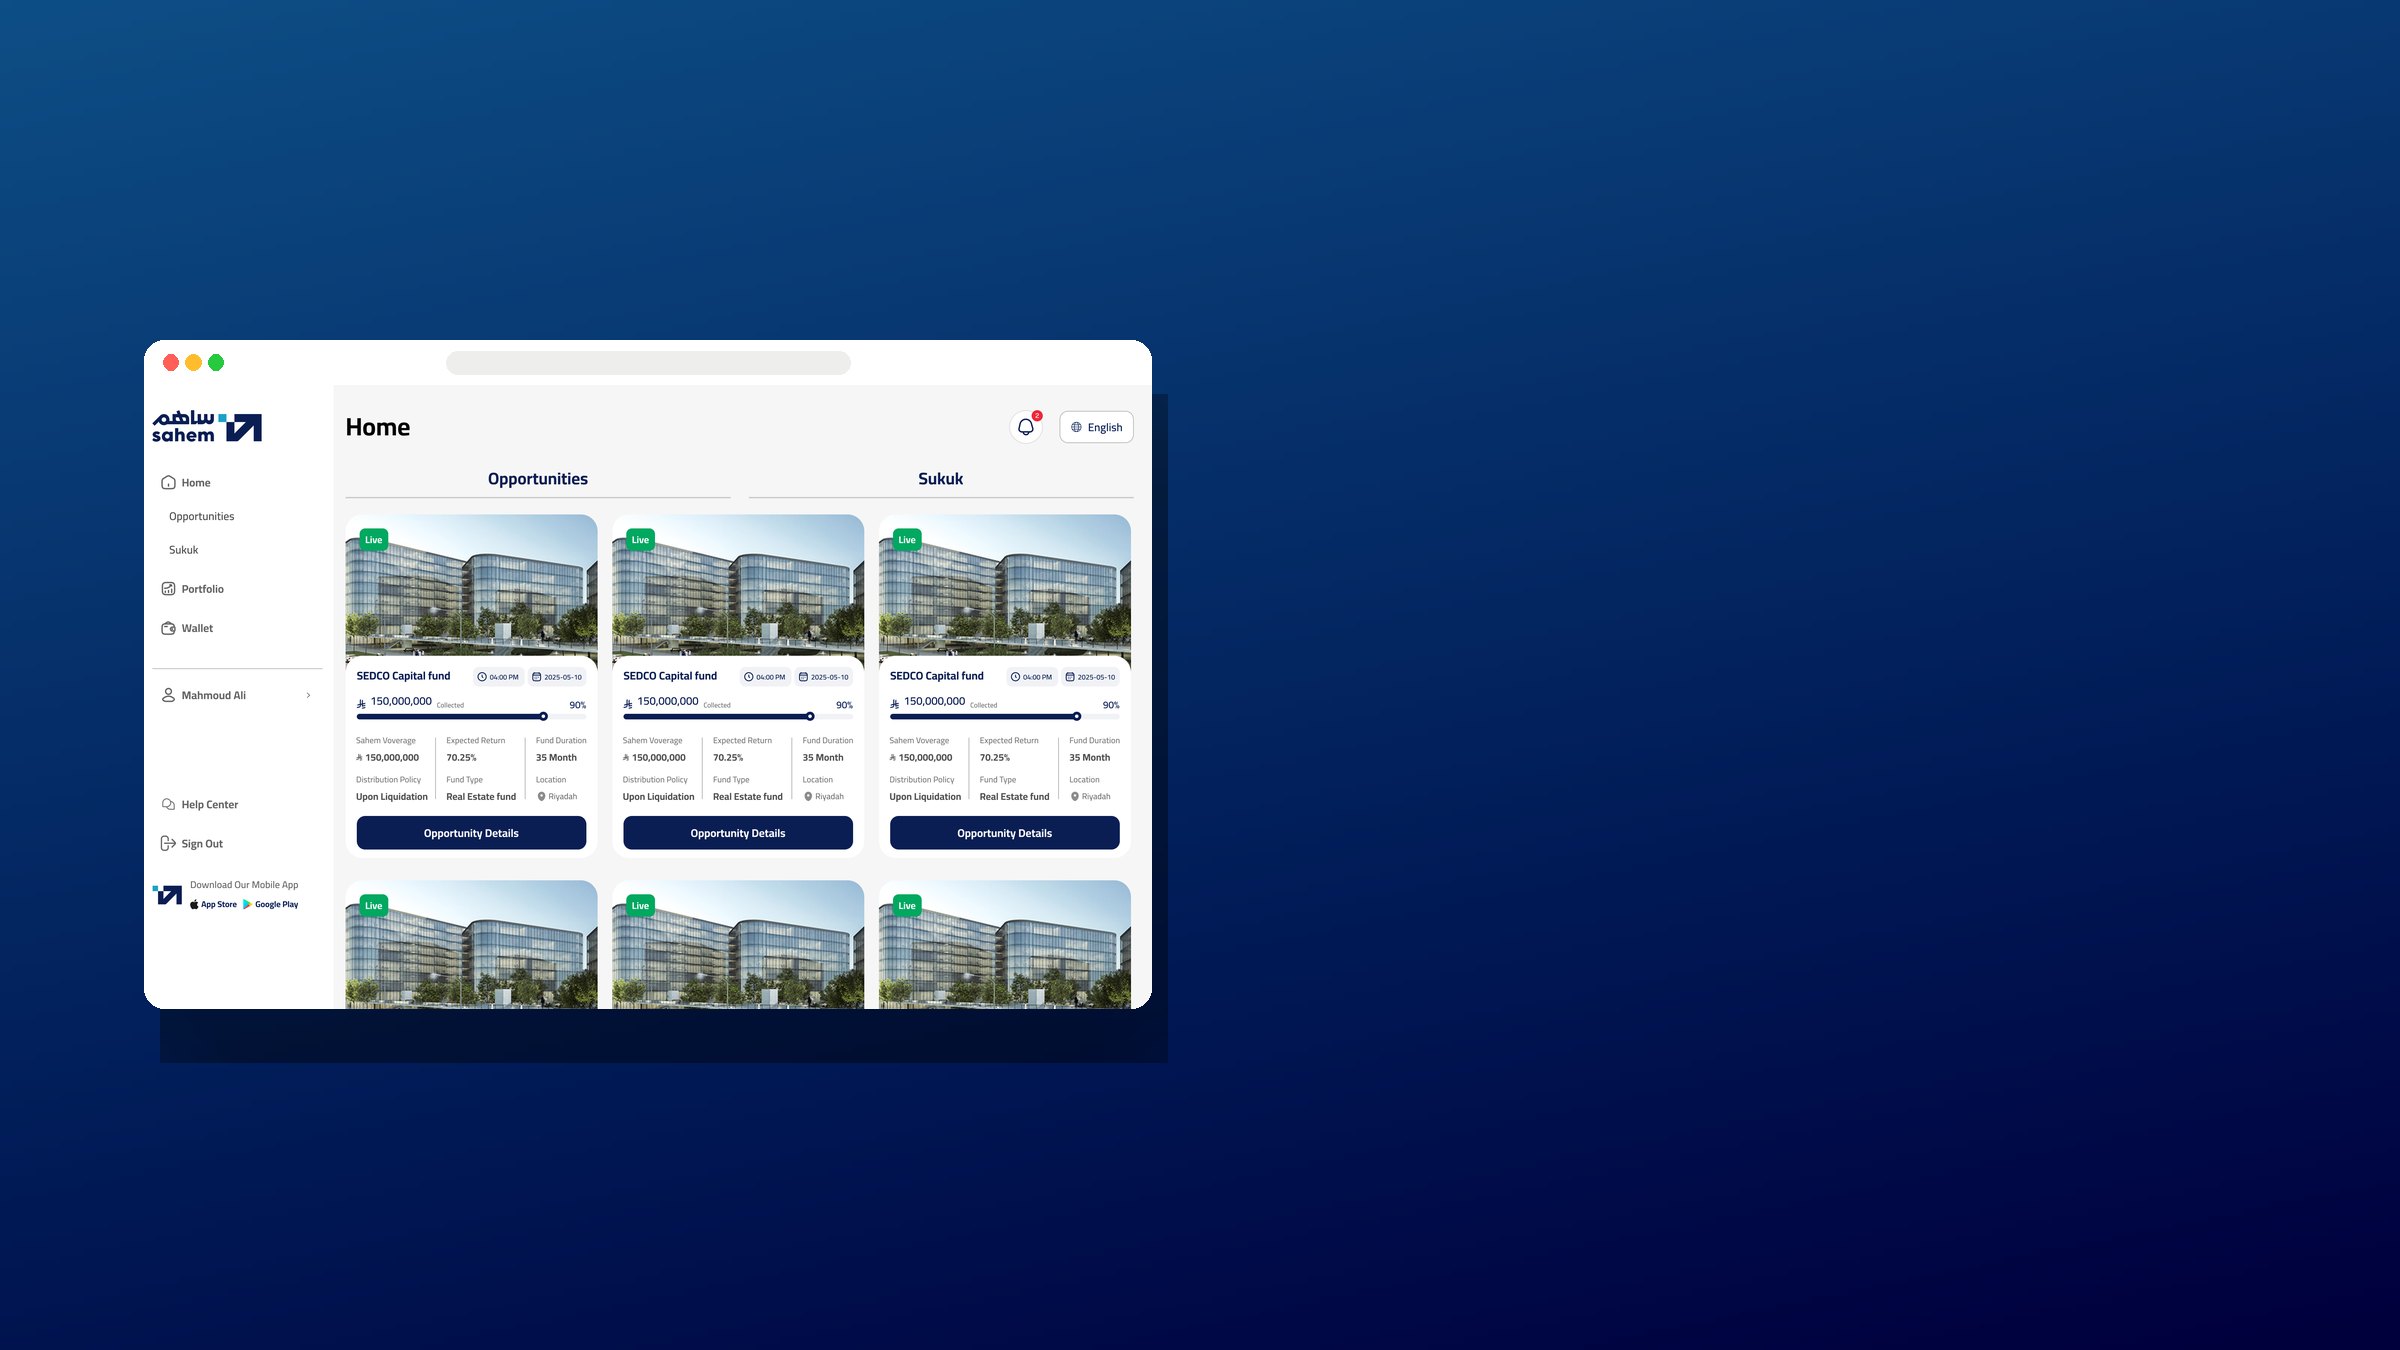 ساهم
sahem
Home
Opportunities
Sukuk
Portfolio
Wallet
Mahmoud Ali
Help Center
Sign Out
Download Our Mobile App
App Store Google Play
Home
2
English
Opportunities Sukuk
Live
SEDCO Capital fund 04:00 PM 2025-05-10
150,000,000 Collected 90%
Sahem Voverage Expected Return Fund Duration
150,000,000 70.25% 35 Month
Distribution Policy Fund Type Location
Upon Liquidation Real Estate fund Riyadah
Opportunity Details
Live
SEDCO Capital fund 04:00 PM 2025-05-10
150,000,000 Collected 90%
Sahem Voverage Expected Return Fund Duration
150,000,000 70.25% 35 Month
Distribution Policy Fund Type Location
Upon Liquidation Real Estate fund Riyadah
Opportunity Details
Live
SEDCO Capital fund 04:00 PM 2025-05-10
150,000,000 Collected 90%
Sahem Voverage Expected Return Fund Duration
150,000,000 70.25% 35 Month
Distribution Policy Fund Type Location
Upon Liquidation Real Estate fund Riyadah
Opportunity Details
Live
Live
Live